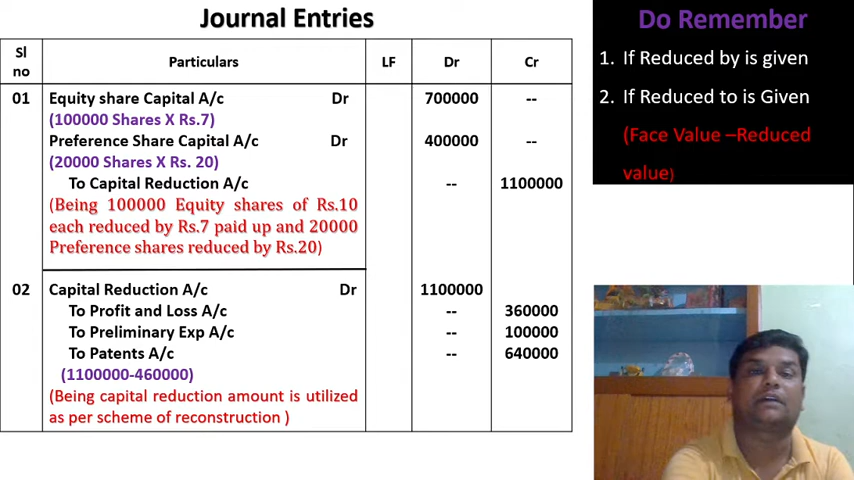 Journal Entries
Sl no Particulars LF Dr Cr
01 Equity share Capital A/c Dr 700000 --
(100000 Shares X Rs.7)
Preference Share Capital A/c Dr 400000 --
(20000 Shares X Rs. 20)
To Capital Reduction A/c -- 1100000
(Being 100000 Equity shares of Rs.10
each reduced by Rs.7 paid up and 20000
Preference shares reduced by Rs.20)
02 Capital Reduction A/c Dr 1100000
To Profit and Loss A/c -- 360000
To Preliminary Exp A/c -- 100000
To Patents A/c -- 640000
(1100000-460000)
(Being capital reduction amount is utilized
as per scheme of reconstruction )
Do Remember
1. If Reduced by is given
2. If Reduced to is Given
(Face Value –Reduced
value)